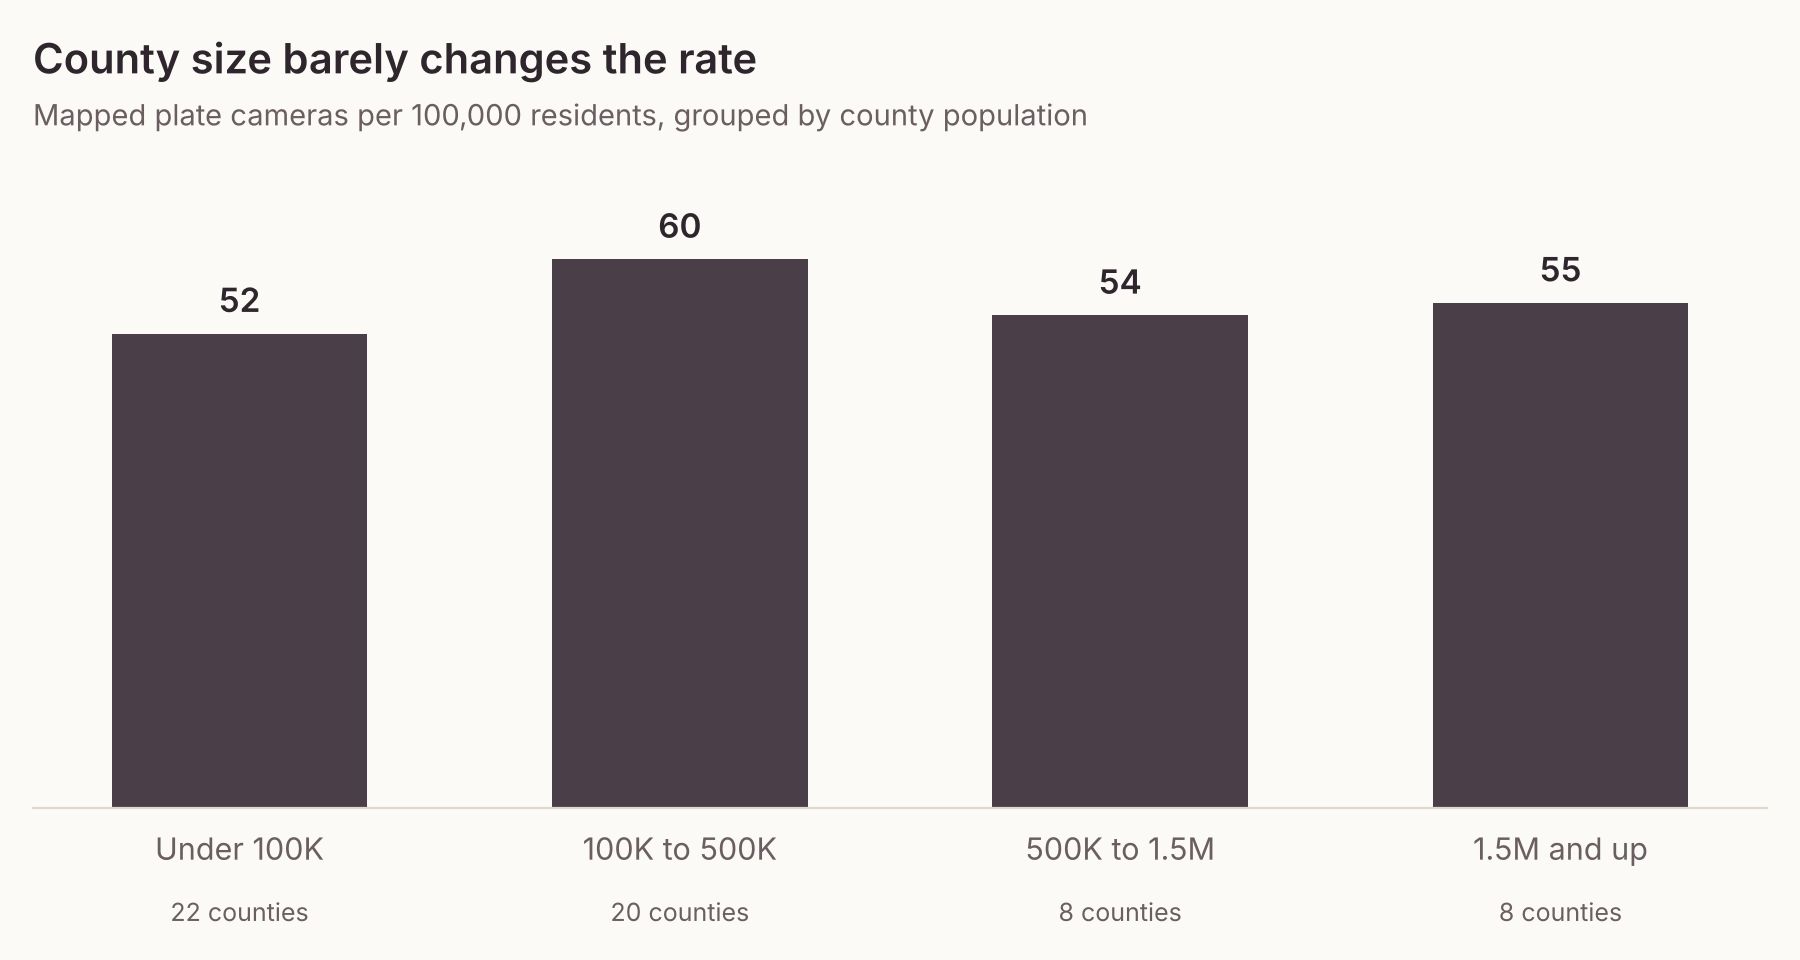 County size barely changes the rate
Mapped plate cameras per 100,000 residents, grouped by county population
52
60
54
55
Under 100K
100K to 500K
500K to 1.5M
1.5M and up
22 counties
20 counties
8 counties
8 counties